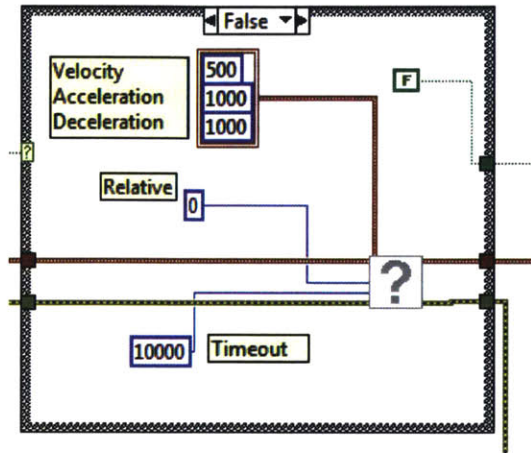 False
Velocity
Acceleration
Deceleration
500
1000
1000
F
?
Relative
0
?
10000
Timeout